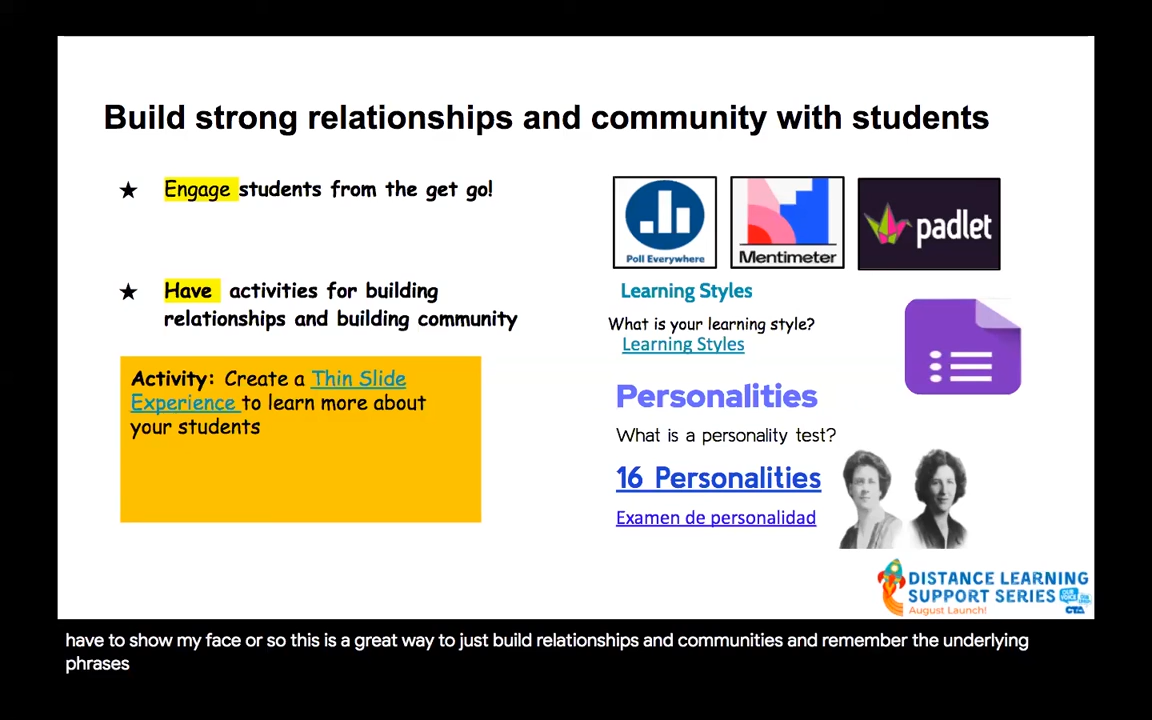 Build strong relationships and community with students
★ Engage students from the get go!
★ Have activities for building
relationships and building community
Activity: Create a Thin Slide
Experience to learn more about
your students
Poll Everywhere
Mentimeter
padlet
Learning Styles
What is your learning style?
Learning Styles
Personalities
What is a personality test?
16 Personalities
Examen de personalidad
DISTANCE LEARNING
SUPPORT SERIES
August Launch!
CTA
have to show my face or so this is a great way to just build relationships and communities and remember the underlying
phrases